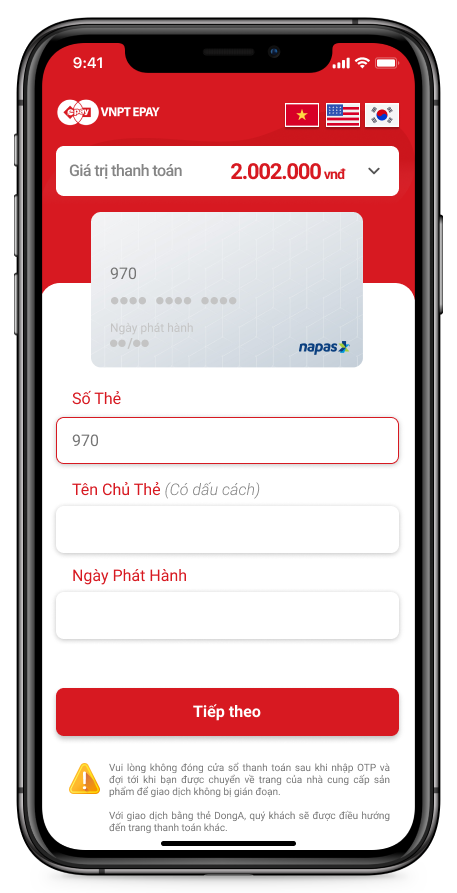 9:41
epay VNPT EPAY
Giá trị thanh toán 2.002.000 vnđ
970
Ngày phát hành
napas
Số Thẻ
970
Tên Chủ Thẻ (Có dấu cách)
Ngày Phát Hành
Tiếp theo
Vui lòng không đóng cửa sổ thanh toán sau khi nhập OTP và
đợi tới khi bạn được chuyển về trang của nhà cung cấp sản
phẩm để giao dịch không bị gián đoạn.
Với giao dịch bằng thẻ DongA, quý khách sẽ được điều hướng
đến trang thanh toán khác.